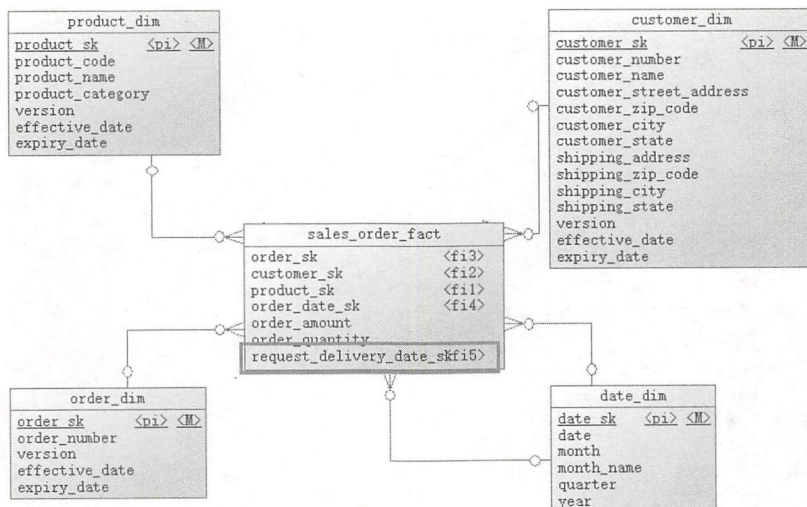 product_dim
product_sk <pi> <M>
product_code
product_name
product_category
version
effective_date
expiry_date
customer_dim
customer_sk <pi> <M>
customer_number
customer_name
customer_street_address
customer_zip_code
customer_city
customer_state
shipping_address
shipping_zip_code
shipping_city
shipping_state
version
effective_date
expiry_date
sales_order_fact
order_sk <fi3>
customer_sk <fi2>
product_sk <fi1>
order_date_sk <fi4>
order_amount
order_quantity
request_delivery_date_sk<fi5>
order_dim
order_sk <pi> <M>
order_number
version
effective_date
expiry_date
date_dim
date_sk <pi> <M>
date
month
month_name
quarter
year